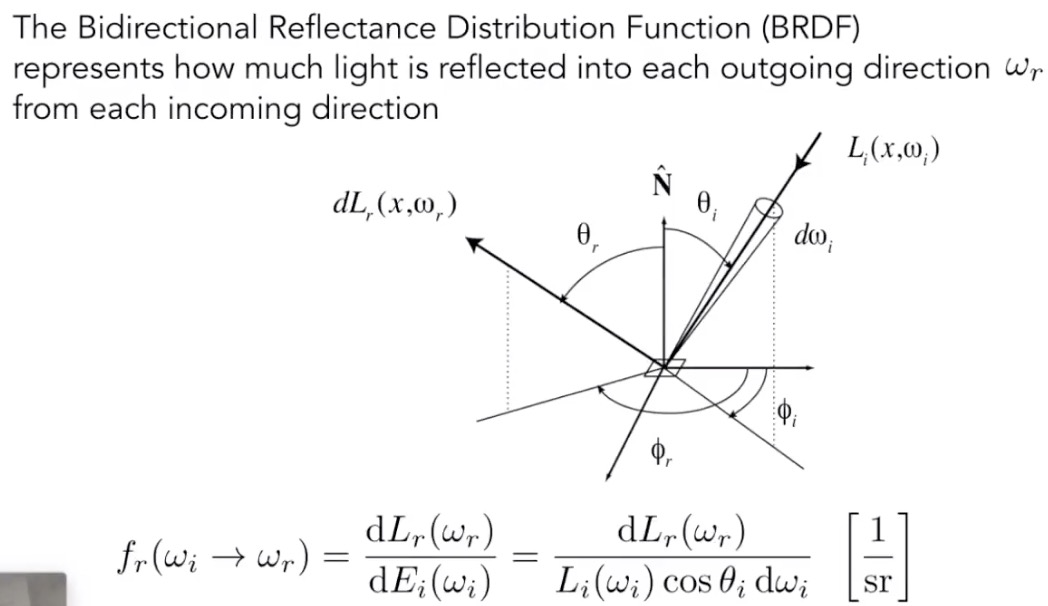 The Bidirectional Reflectance Distribution Function (BRDF)
represents how much light is reflected into each outgoing direction ωr
from each incoming direction
Li(x,ωi)
dLr(x,ωr)
N̂
θi
θr
dωi
ϕi
ϕr
fr(ωi → ωr) = dLr(ωr) / dEi(ωi) = dLr(ωr) / Li(ωi) cos θi dωi [1/sr]